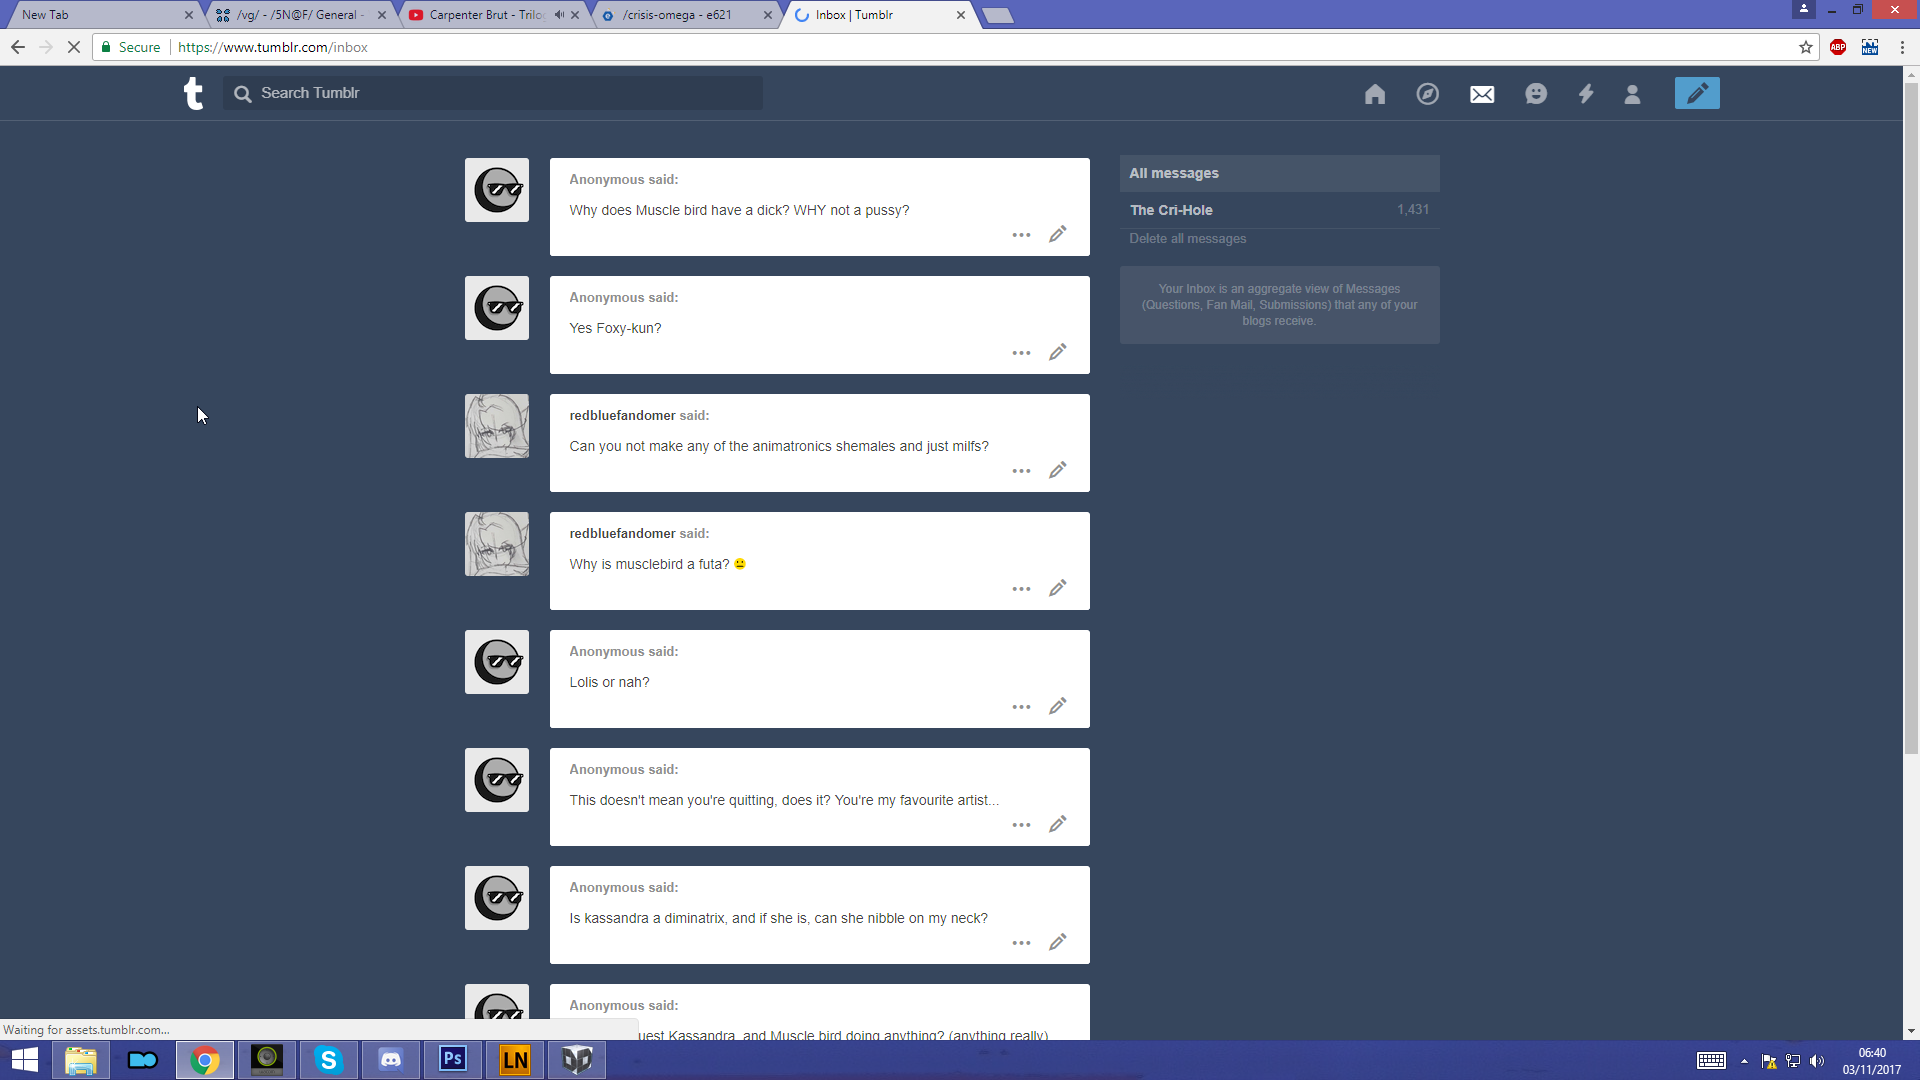 New Tab
/vg/ - /5N@F/ General -
Carpenter Brut - Trilo
/crisis-omega - e621
Inbox | Tumblr
Secure
https://www.tumblr.com/inbox
ABP
NEW
t
Search Tumblr
Anonymous said:
Why does Muscle bird have a dick? WHY not a pussy?
Anonymous said:
Yes Foxy-kun?
redbluefandomer said:
Can you not make any of the animatronics shemales and just milfs?
redbluefandomer said:
Why is musclebird a futa? 😐
Anonymous said:
Lolis or nah?
Anonymous said:
This doesn't mean you're quitting, does it? You're my favourite artist...
Anonymous said:
Is kassandra a diminatrix, and if she is, can she nibble on my neck?
Anonymous said:
uest Kassandra, and Muscle bird doing anything? (anything really)
All messages
The Cri-Hole 1,431
Delete all messages
Your Inbox is an aggregate view of Messages
(Questions, Fan Mail, Submissions) that any of your
blogs receive.
Waiting for assets.tumblr.com...
Ps
LN
06:40
03/11/2017